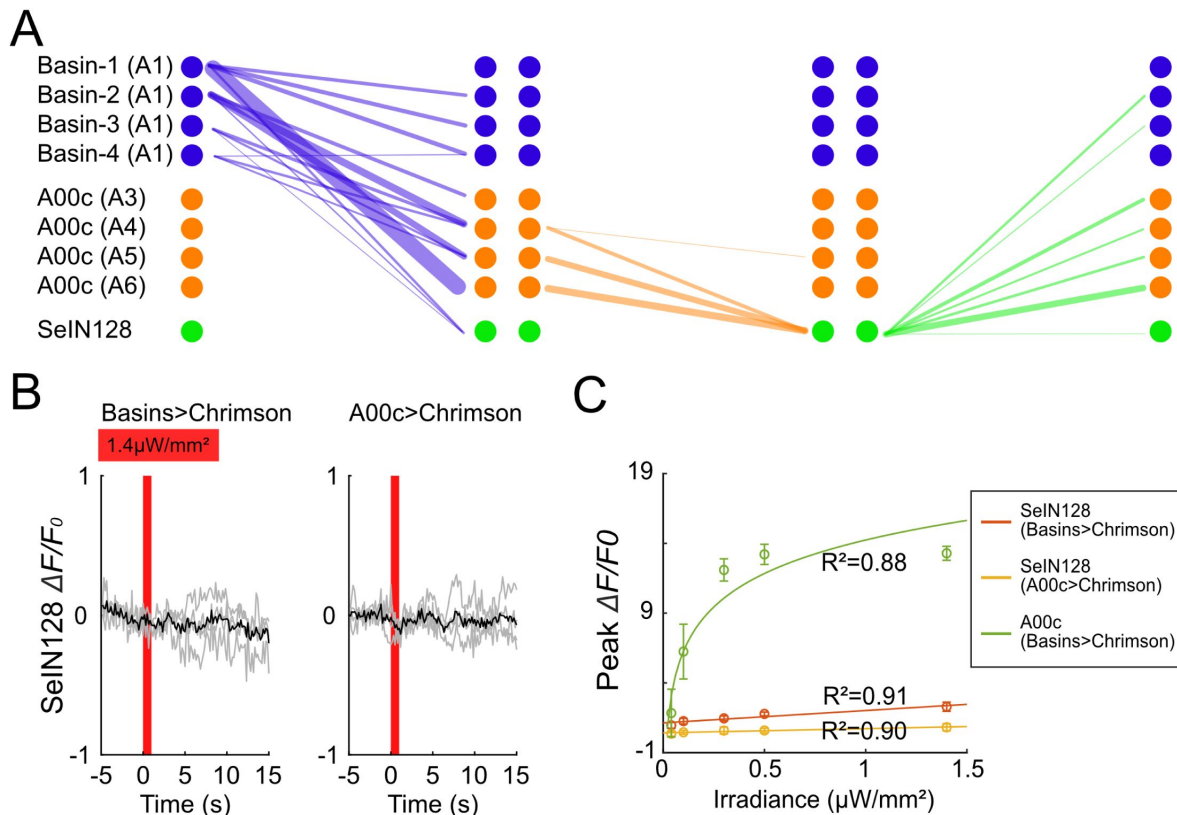 A
Basin-1 (A1)
Basin-2 (A1)
Basin-3 (A1)
Basin-4 (A1)
A00c (A3)
A00c (A4)
A00c (A5)
A00c (A6)
SeIN128
B
Basins>Chrimson
A00c>Chrimson
1.4µW/mm²
SeIN128 ΔF/F₀
1
0
-1
-5 0 5 10 15
Time (s)
1
0
-1
-5 0 5 10 15
Time (s)
C
Peak ΔF/F0
19
9
-1
0 0.5 1 1.5
Irradiance (µW/mm²)
R²=0.88
R²=0.91
R²=0.90
SeIN128
(Basins>Chrimson)
SeIN128
(A00c>Chrimson)
A00c
(Basins>Chrimson)